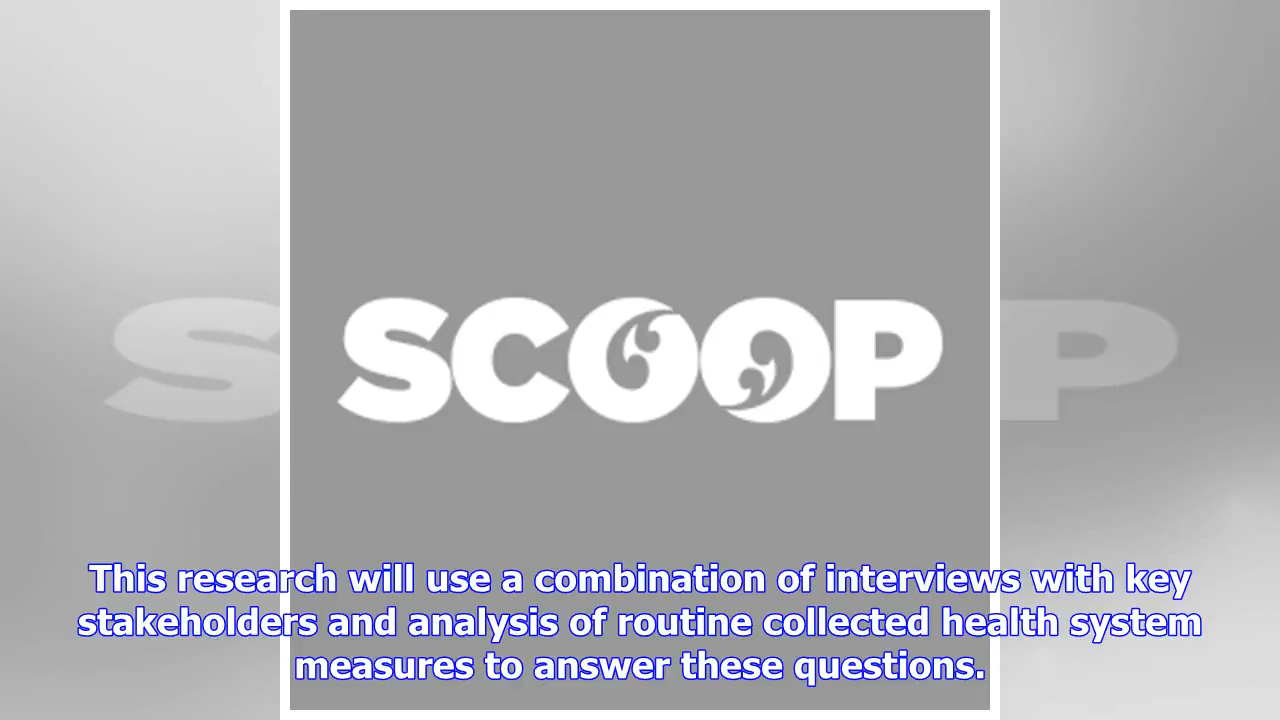 SCOOP
This research will use a combination of interviews with key
stakeholders and analysis of routine collected health system
measures to answer these questions.